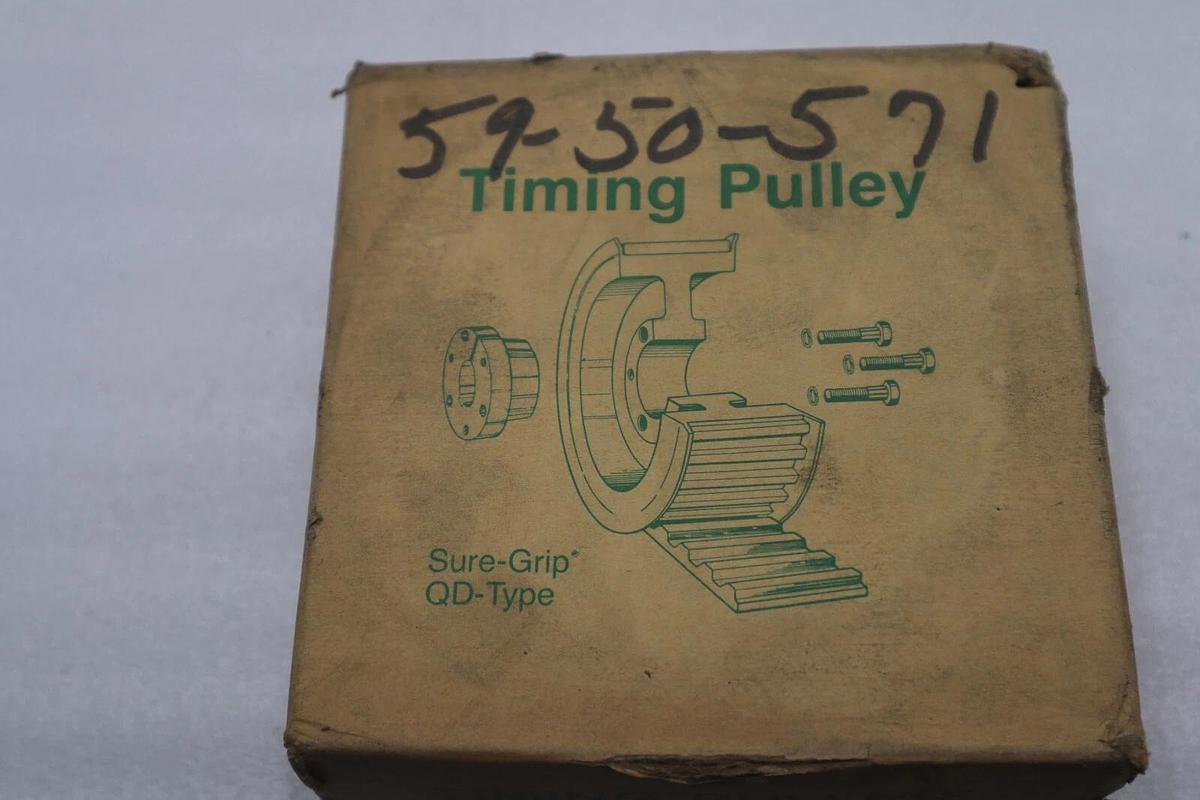 59-50-571
Timing Pulley
Sure-Grip®
QD-Type